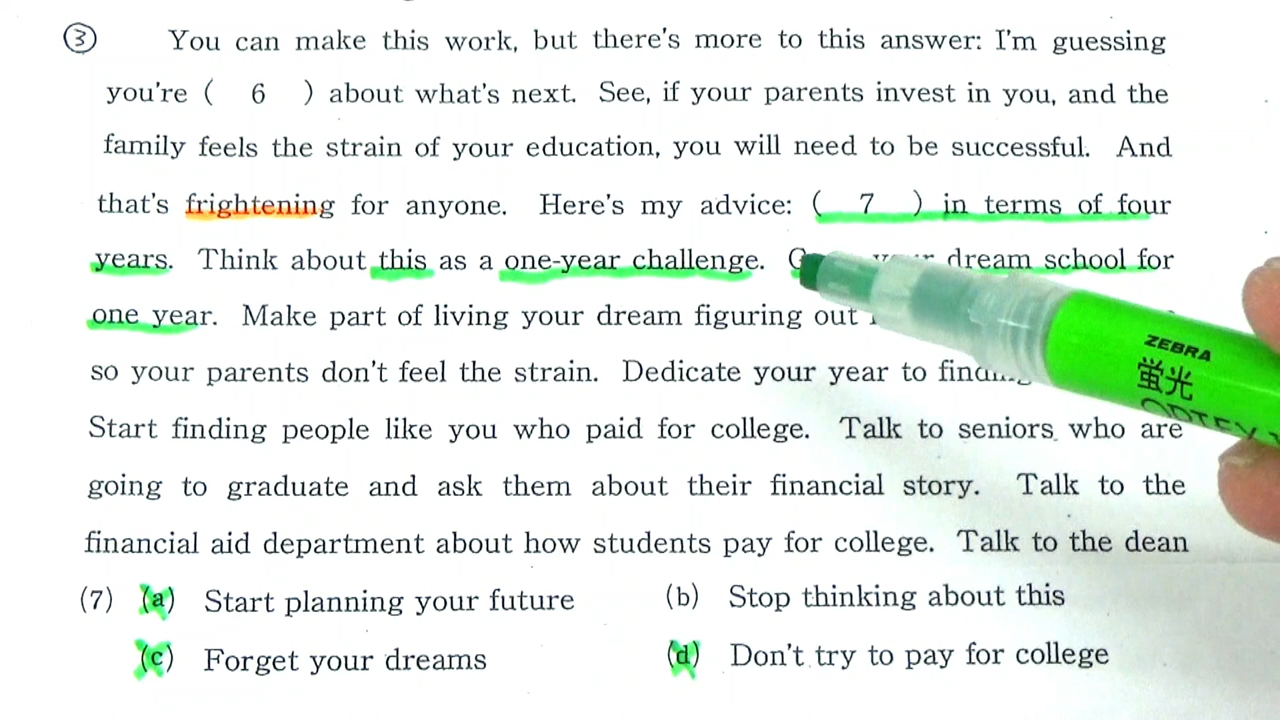 ③ You can make this work, but there's more to this answer: I'm guessing
you're ( 6 ) about what's next. See, if your parents invest in you, and the
family feels the strain of your education, you will need to be successful. And
that's frightening for anyone. Here's my advice: ( 7 ) in terms of four
years. Think about this as a one-year challenge. dream school for
one year. Make part of living your dream figuring out
so your parents don't feel the strain. Dedicate your year to
Start finding people like you who paid for college. Talk to seniors who are
going to graduate and ask them about their financial story. Talk to the
financial aid department about how students pay for college. Talk to the dean
(7) (a) Start planning your future (b) Stop thinking about this
(c) Forget your dreams (d) Don't try to pay for college
ZEBRA
蛍光